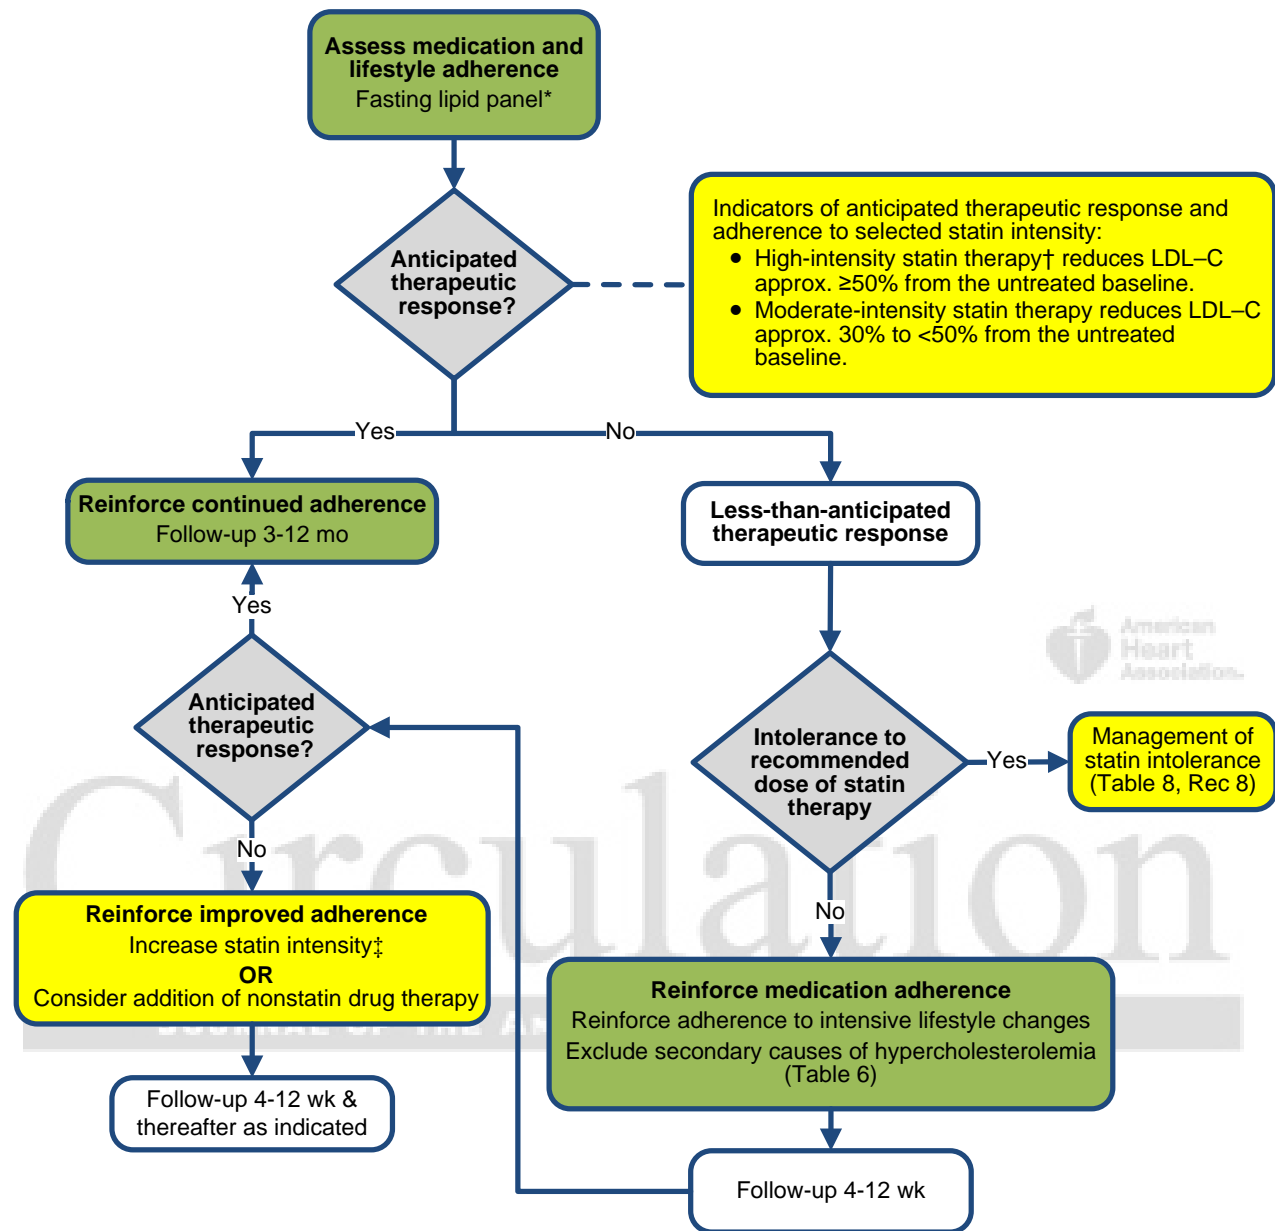 Assess medication and
lifestyle adherence
Fasting lipid panel*
Anticipated
therapeutic
response?
Indicators of anticipated therapeutic response and
adherence to selected statin intensity:
● High-intensity statin therapy† reduces LDL–C
approx. ≥50% from the untreated baseline.
● Moderate-intensity statin therapy reduces LDL–C
approx. 30% to <50% from the untreated
baseline.
Yes
No
Reinforce continued adherence
Follow-up 3-12 mo
Less-than-anticipated
therapeutic response
Yes
American
Heart
Association
Anticipated
therapeutic
response?
Intolerance to
recommended
dose of statin
therapy
Yes
Management of
statin intolerance
(Table 8, Rec 8)
Circulation
No
No
Reinforce improved adherence
Increase statin intensity‡
OR
Consider addition of nonstatin drug therapy
Reinforce medication adherence
Reinforce adherence to intensive lifestyle changes
Exclude secondary causes of hypercholesterolemia
(Table 6)
JOURNAL OF THE A
Follow-up 4-12 wk &
thereafter as indicated
Follow-up 4-12 wk